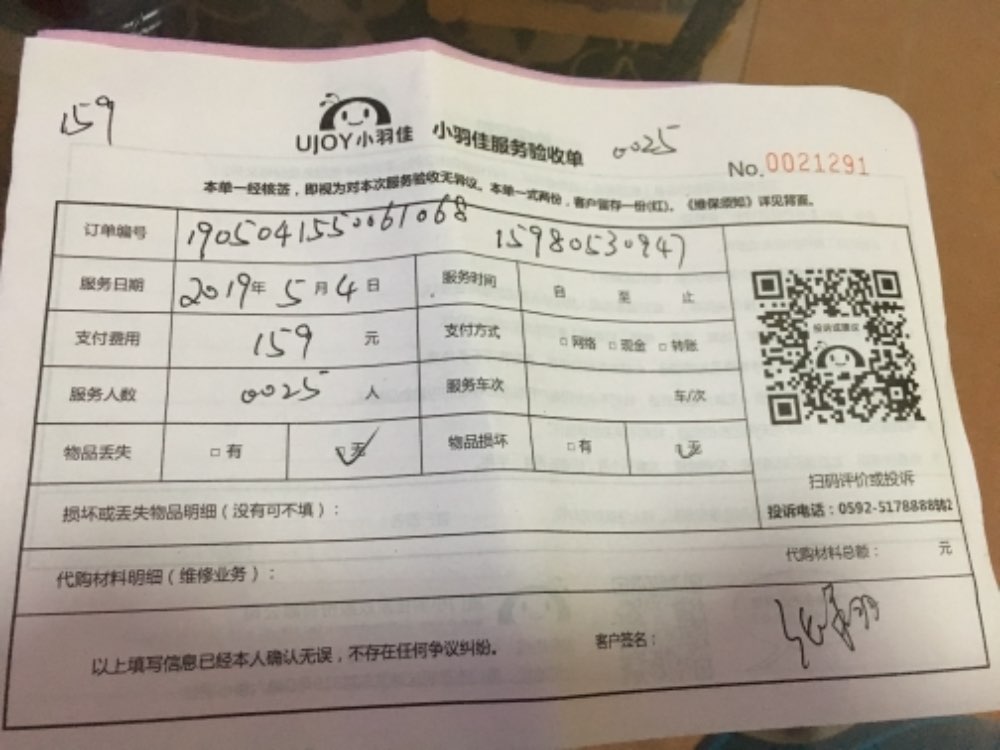 159
UJOY小羽佳 小羽佳服务验收单 0025
No.0021291
本单一经核签，即视为对本次服务验收无异议。本单一式两份，客户留存一份(红)。《维保须知》详见背面。
订单编号 1905041550061068 15980530947
服务日期 2019年 5月4日 服务时间 自 至 止
支付费用 159 元 支付方式 □网络 □现金 □转账
服务人数 0025 人 服务车次 车/次
物品丢失 □有 □无 物品损坏 □有 □无
投诉或建议
扫码评价或投诉
投诉电话：0592-5178888
损坏或丢失物品明细（没有可不填）：
代购材料明细（维修业务）： 代购材料总额： 元
以上填写信息已经本人确认无误，不存在任何争议纠纷。 客户签名：